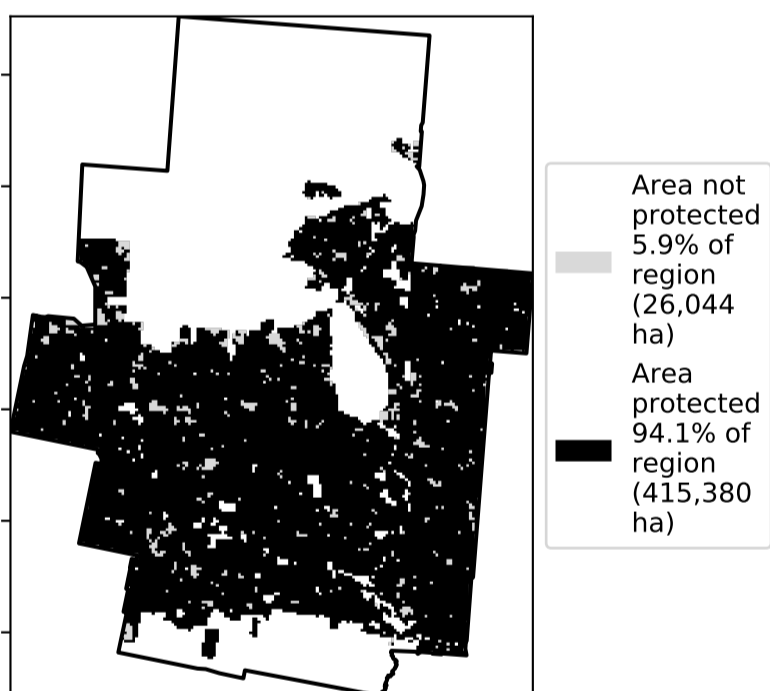 Area not
protected
5.9% of
region
(26,044
ha)
Area
protected
94.1% of
region
(415,380
ha)